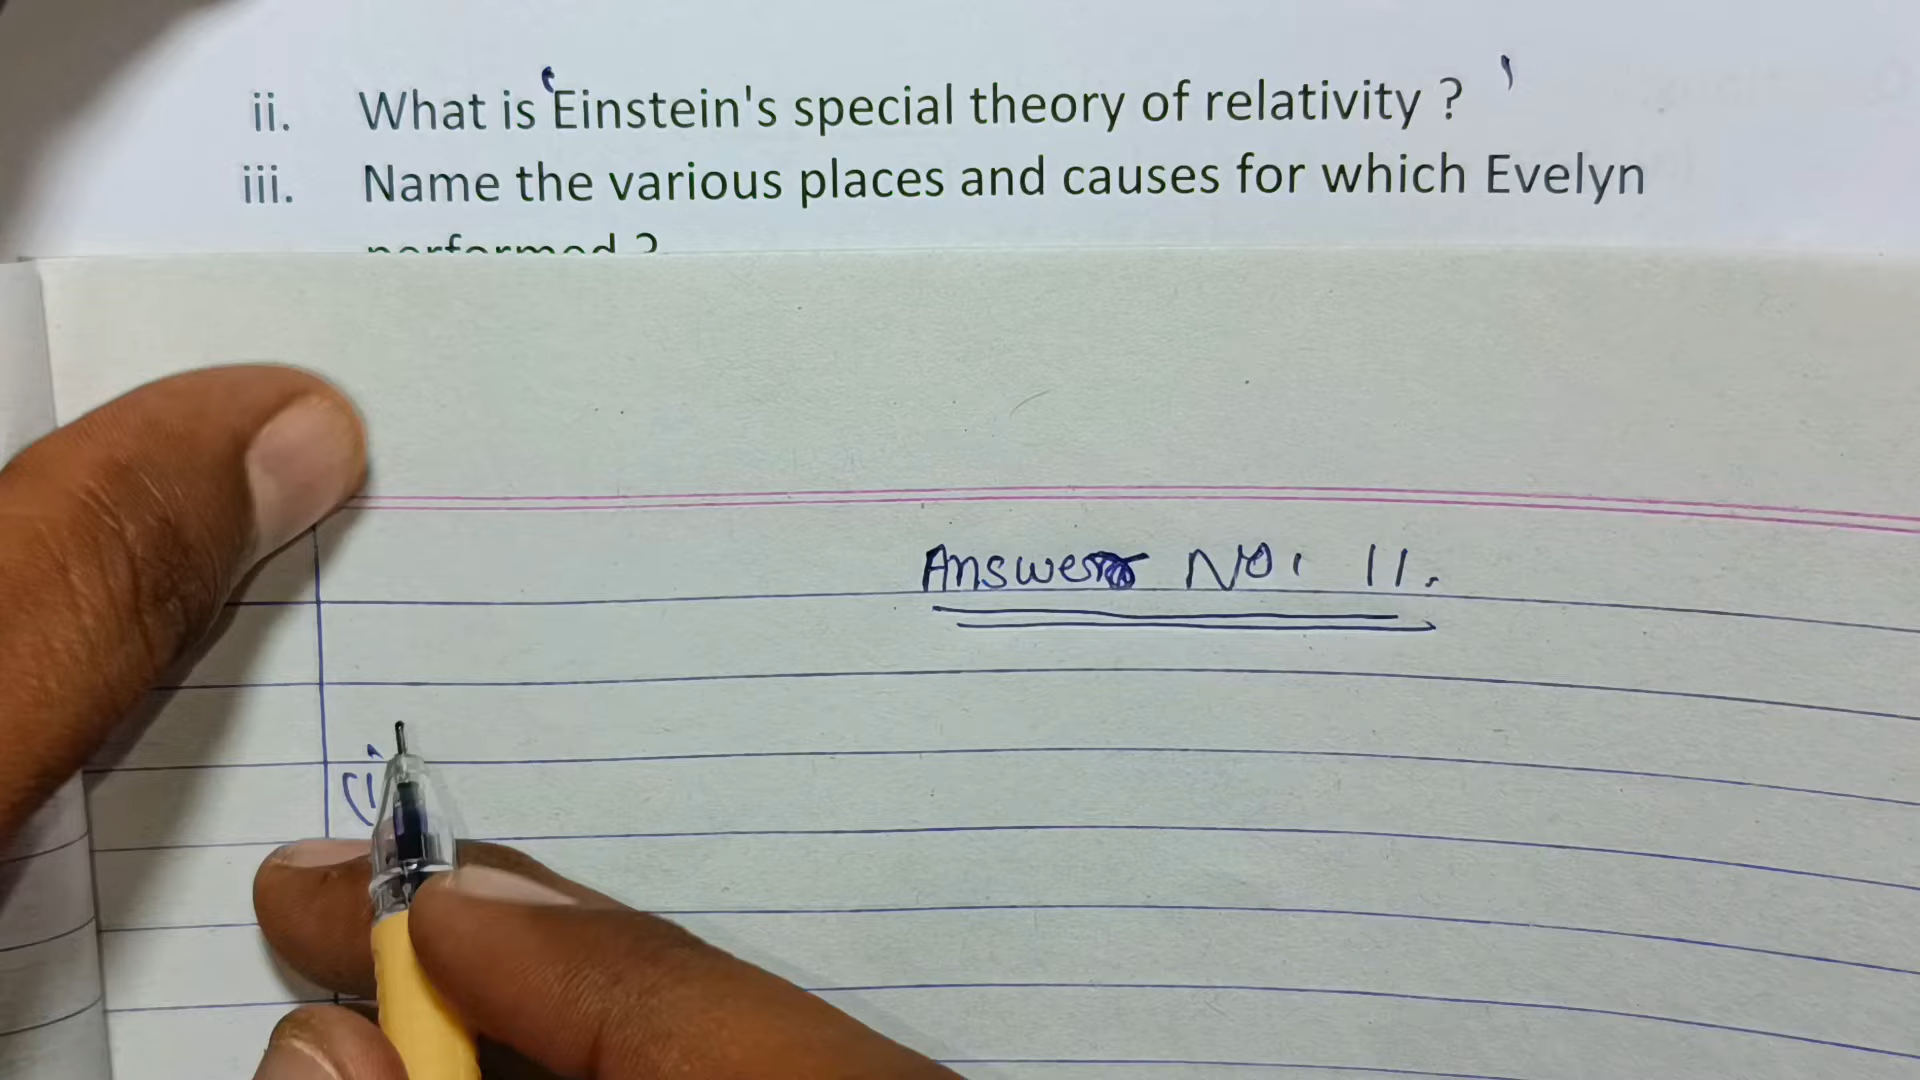 ii. What is 'Einstein's special theory of relativity ? '
iii. Name the various places and causes for which Evelyn
performed ?
Answer No. 11.
(i